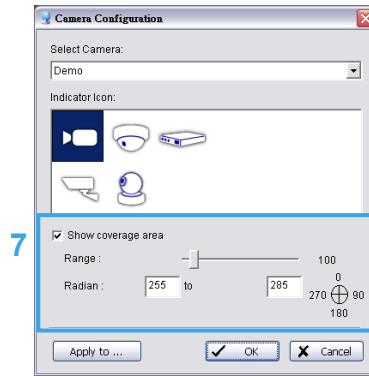 Camera Configuration
Select Camera:
Demo
Indicator Icon:
7
Show coverage area
Range : 100
Radian : 255 to 285
0
270 90
180
Apply to ... OK Cancel